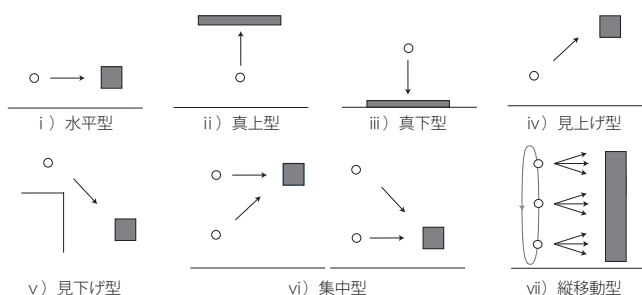 ⅰ）水平型
ⅱ）真上型
ⅲ）真下型
ⅳ）見上げ型
ⅴ）見下げ型
ⅵ）集中型
ⅶ）縦移動型